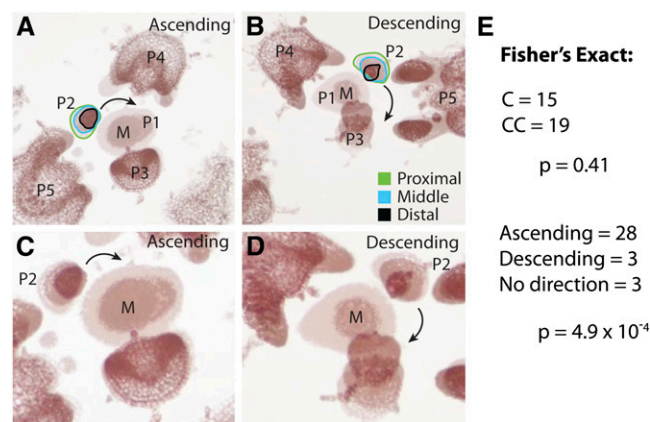 A
Ascending
P4
P2
P1
M
P3
P5
B
Descending
P4
P2
P1
M
P5
P3
Proximal
Middle
Distal
C
Ascending
P2
M
D
Descending
P2
M
E
Fisher's Exact:
C = 15
CC = 19
p = 0.41
Ascending = 28
Descending = 3
No direction = 3
p = 4.9 x 10⁻⁴